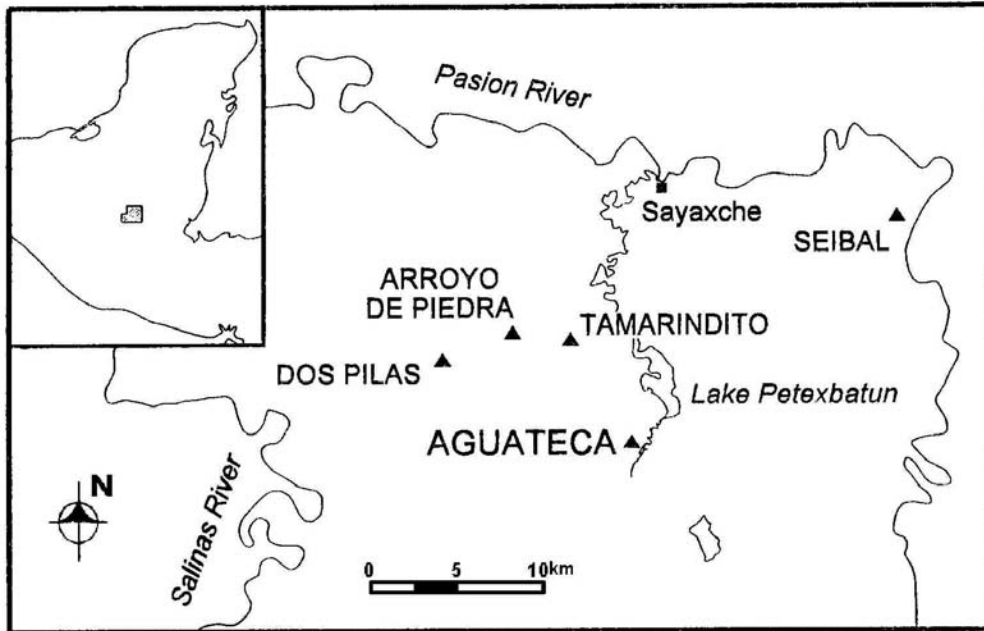 Pasion River
Sayaxche
SEIBAL
ARROYO
DE PIEDRA
TAMARINDITO
DOS PILAS
Lake Petexbatun
AGUATECA
N
Salinas River
0 5 10km